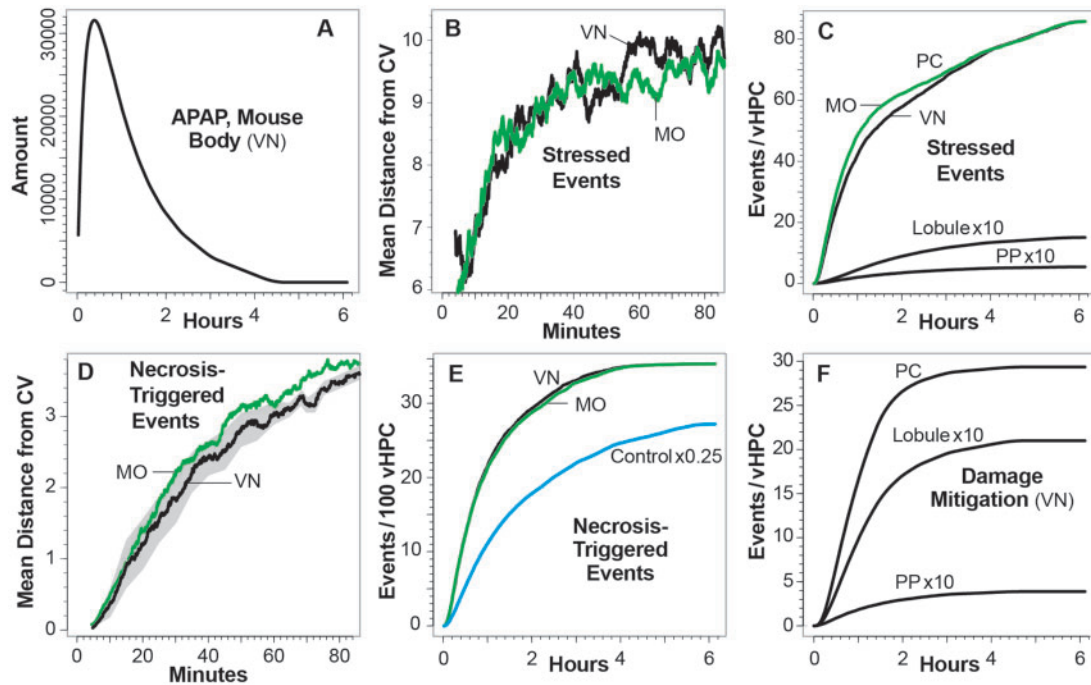 A
Amount
30000
20000
10000
0
APAP, Mouse
Body (VN)
0
2
4
6
Hours
B
Mean Distance from CV
10
9
8
7
6
VN
MO
Stressed
Events
0
20
40
60
80
Minutes
C
Events / vHPC
80
60
40
20
0
PC
MO
VN
Stressed
Events
Lobule x10
PP x10
0
2
4
6
Hours
D
Mean Distance from CV
3
2
1
0
Necrosis-
Triggered
Events
MO
VN
0
20
40
60
80
Minutes
E
Events / 100 vHPC
30
20
10
0
VN
MO
Control x0.25
Necrosis-
Triggered
Events
0
2
4
6
Hours
F
Events / vHPC
30
25
20
15
10
5
0
PC
Lobule x10
Damage
Mitigation (VN)
PP x10
0
2
4
6
Hours